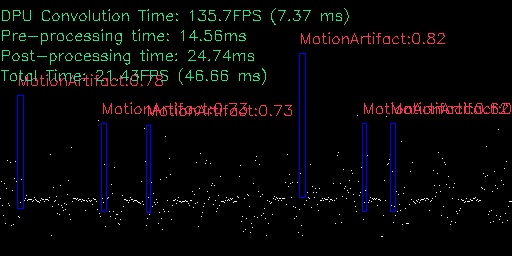 DPU Convolution Time: 135.7FPS (7.37 ms)
Pre-processing time: 14.56ms
Post-processing time: 24.74ms
Total Time: 21.43FPS (46.66 ms)
MotionArtifact:0.82
MotionArtifact:0.78
MotionArtifact:0.73
MotionArtifact:0.73